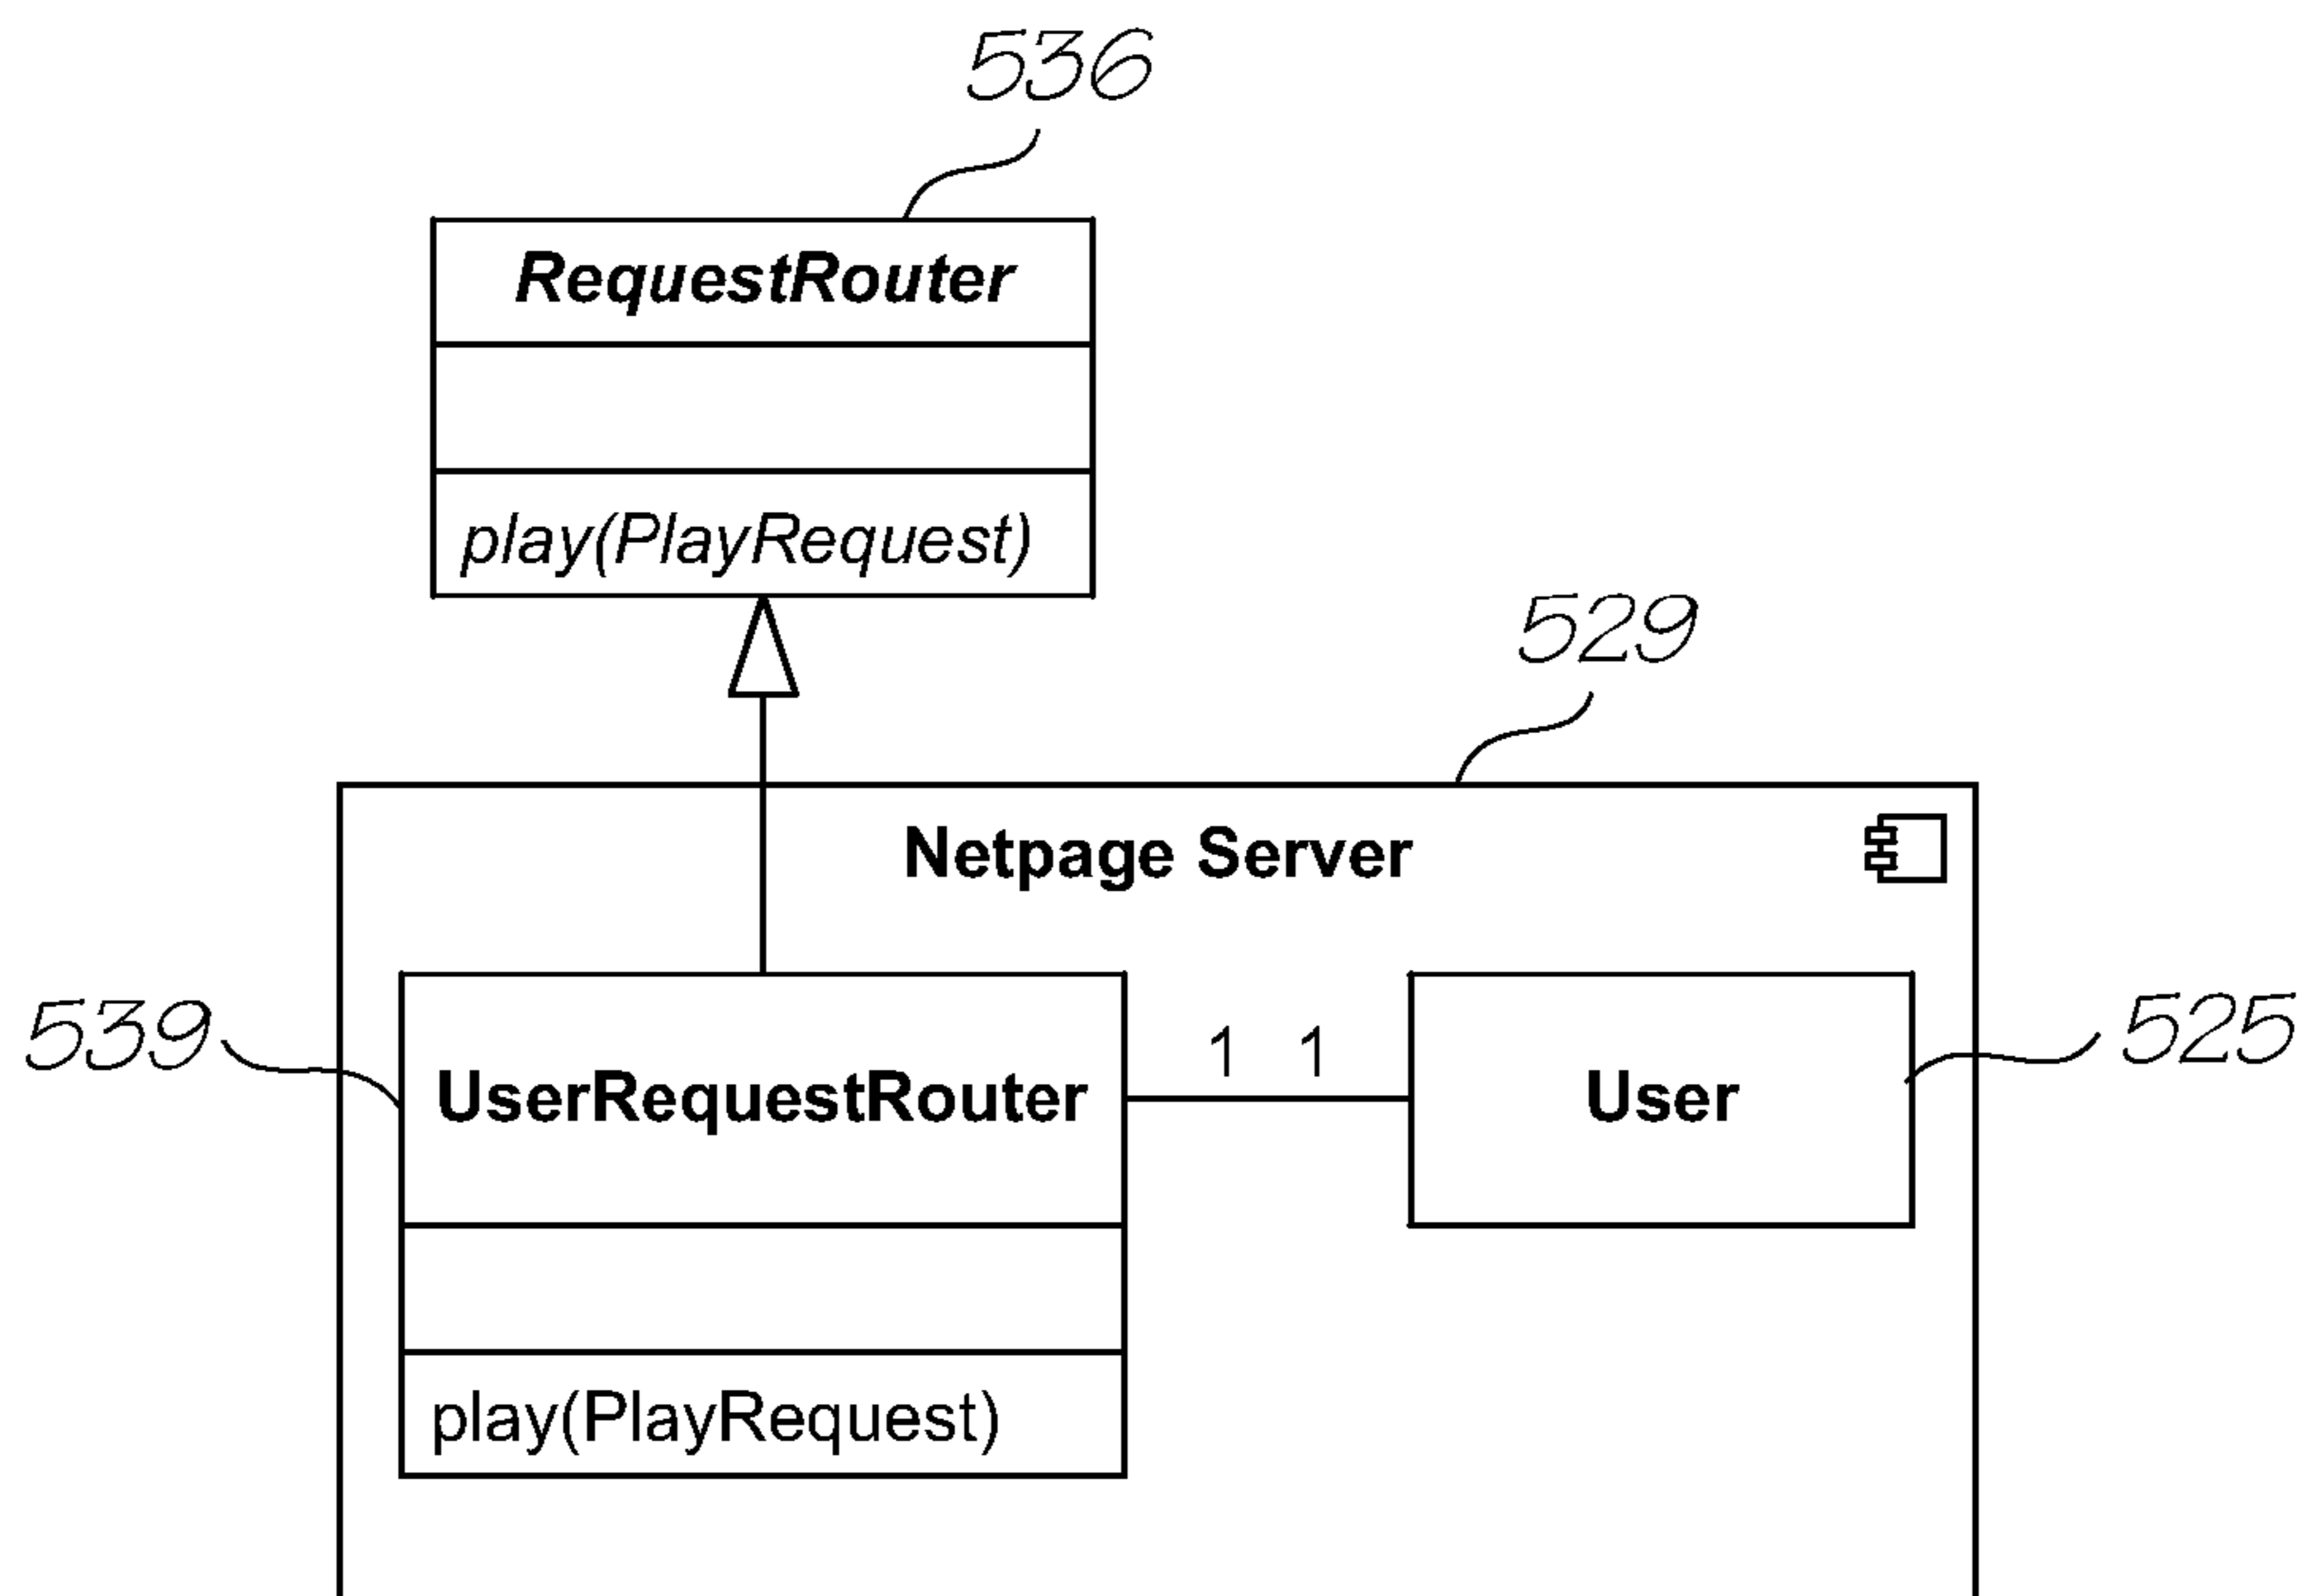 536
RequestRouter
play(PlayRequest)
529
Netpage Server
539
UserRequestRouter
1 1
User
525
play(PlayRequest)